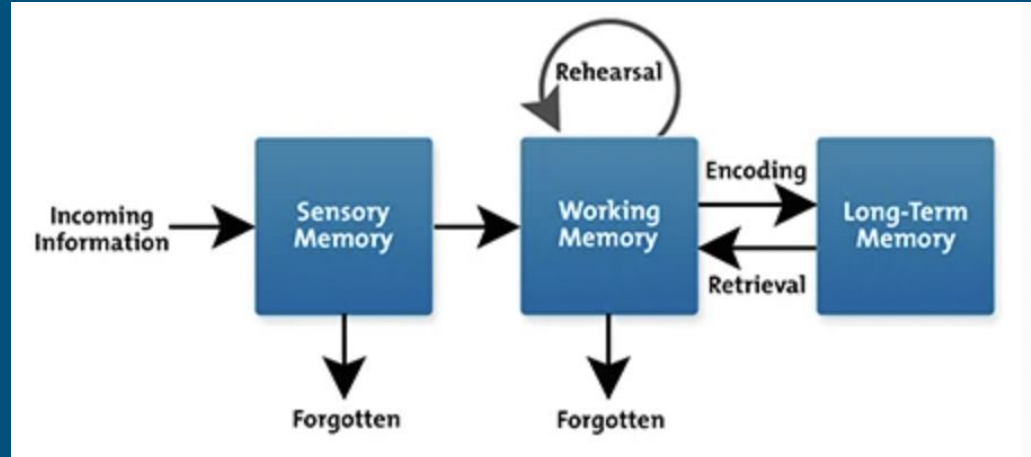 Rehearsal
Incoming
Information
Sensory
Memory
Working
Memory
Encoding
Retrieval
Long-Term
Memory
Forgotten
Forgotten